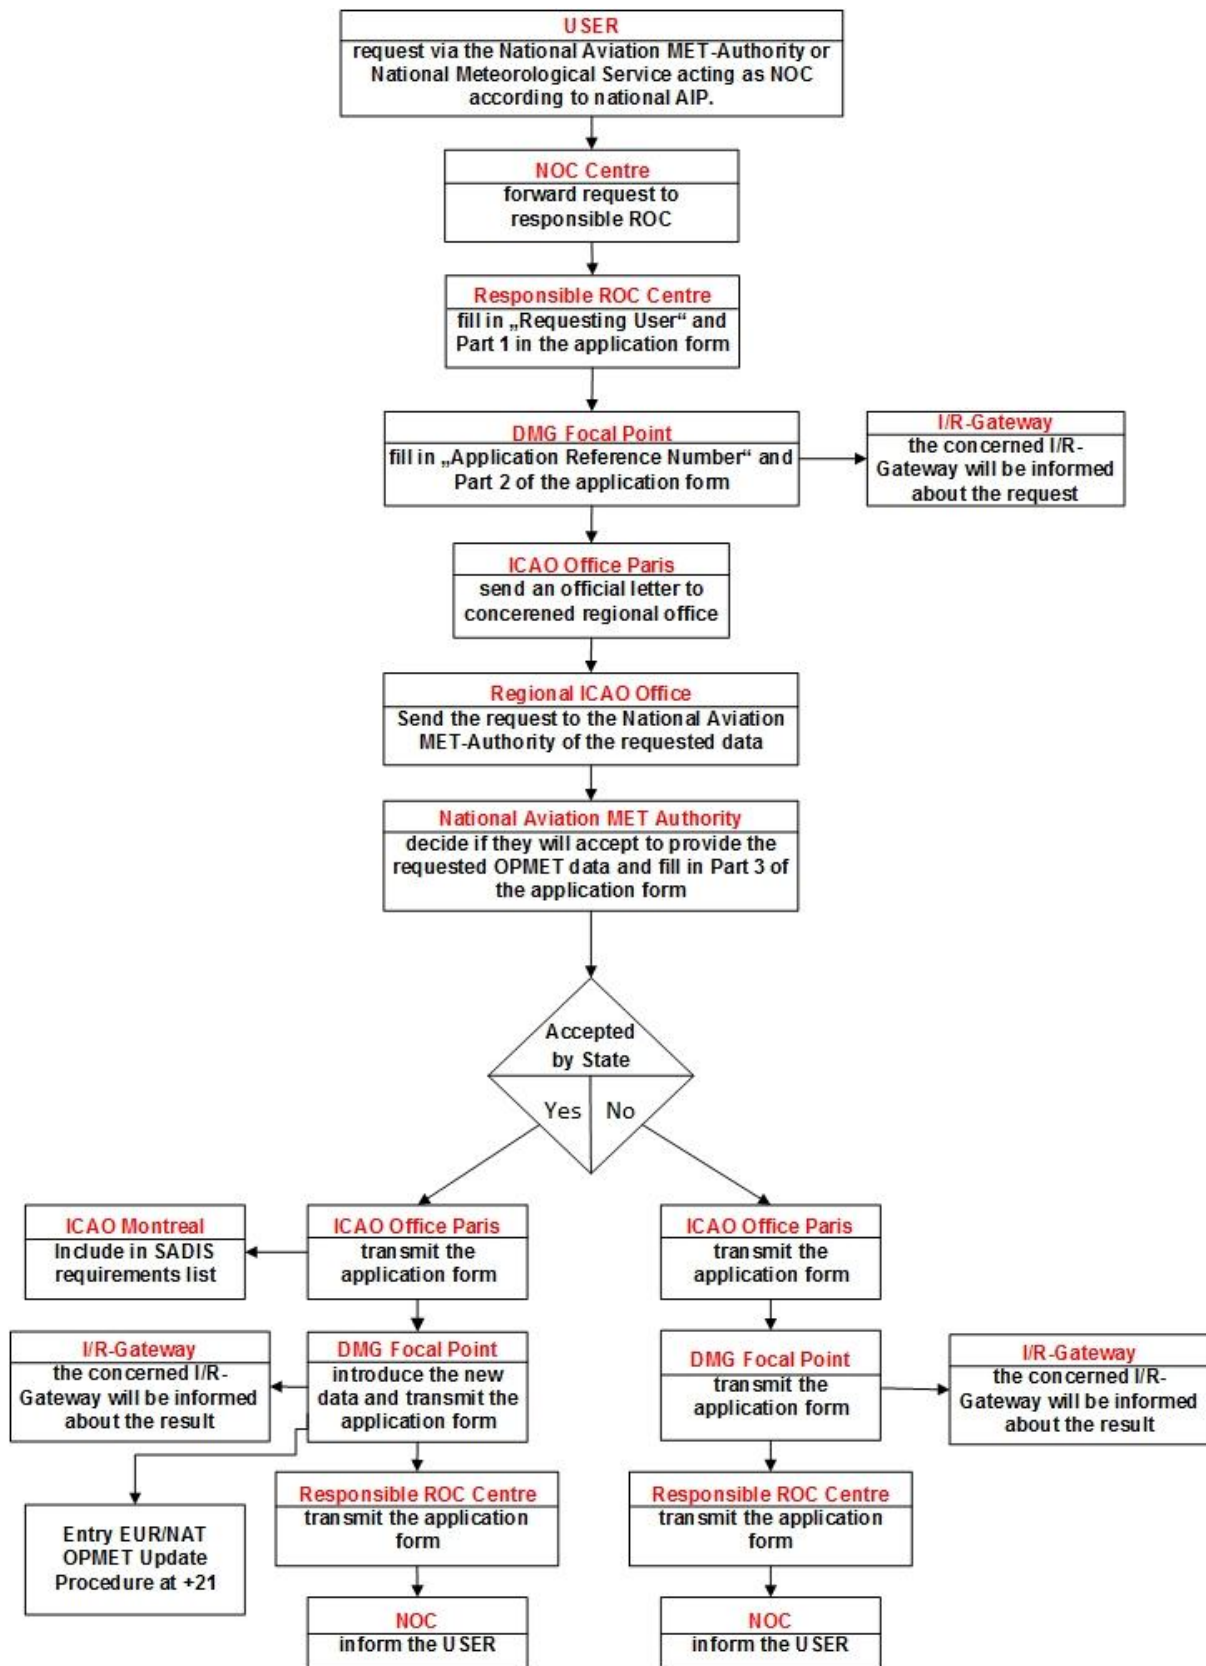 USER
request via the National Aviation MET-Authority or
National Meteorological Service acting as NOC
according to national AIP.
NOC Centre
forward request to
responsible ROC
Responsible ROC Centre
fill in „Requesting User“ and
Part 1 in the application form
DMG Focal Point
fill in „Application Reference Number“ and
Part 2 of the application form
I/R-Gateway
the concerned I/R-
Gateway will be informed
about the request
ICAO Office Paris
send an official letter to
concerened regional office
Regional ICAO Office
Send the request to the National Aviation
MET-Authority of the requested data
National Aviation MET Authority
decide if they will accept to provide the
requested OPMET data and fill in Part 3 of
the application form
Accepted
by State
Yes
No
ICAO Montreal
Include in SADIS
requirements list
ICAO Office Paris
transmit the
application form
ICAO Office Paris
transmit the
application form
I/R-Gateway
the concerned I/R-
Gateway will be informed
about the result
DMG Focal Point
introduce the new
data and transmit the
application form
DMG Focal Point
transmit the
application form
I/R-Gateway
the concerned I/R-
Gateway will be informed
about the result
Entry EUR/NAT
OPMET Update
Procedure at +21
Responsible ROC Centre
transmit the application
form
Responsible ROC Centre
transmit the application
form
NOC
inform the USER
NOC
inform the USER